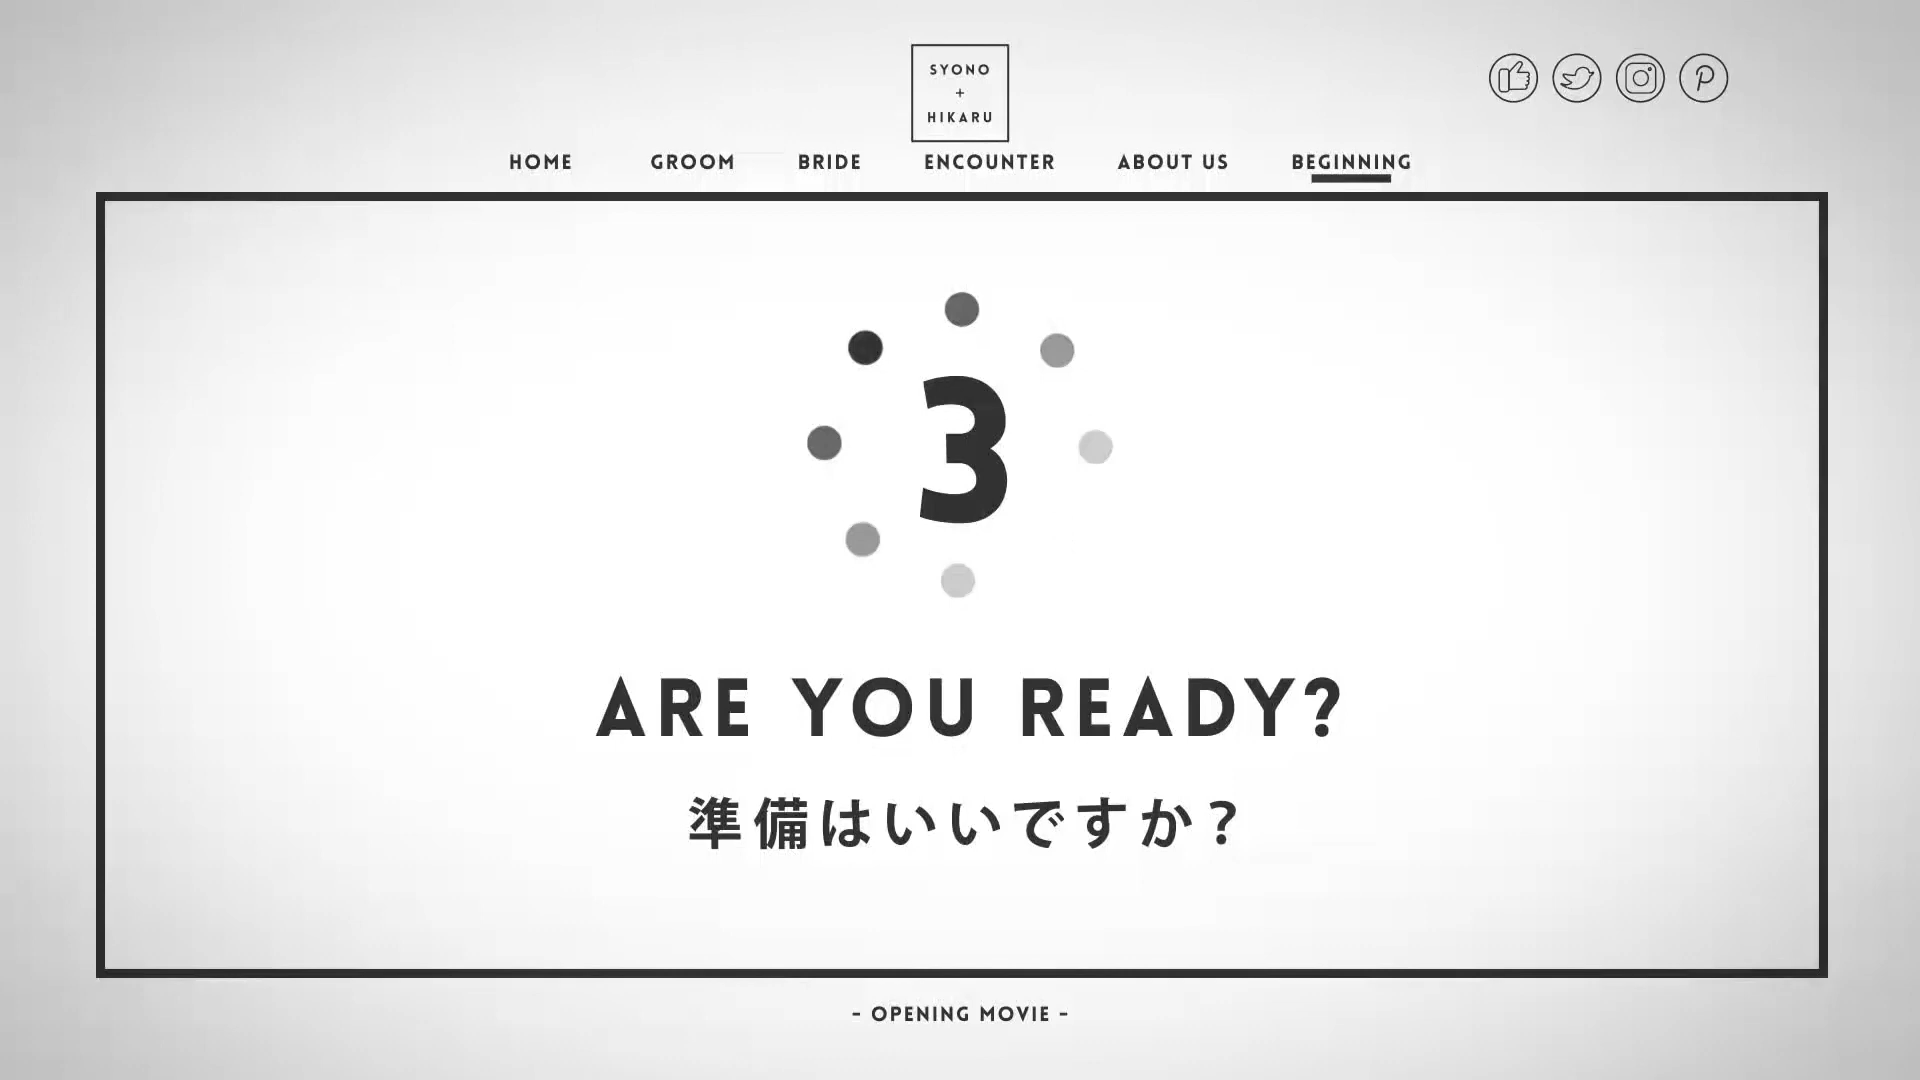 SYONO
+
HIKARU
HOME GROOM BRIDE ENCOUNTER ABOUT US BEGINNING
3
ARE YOU READY?
準備はいいですか？
- OPENING MOVIE -